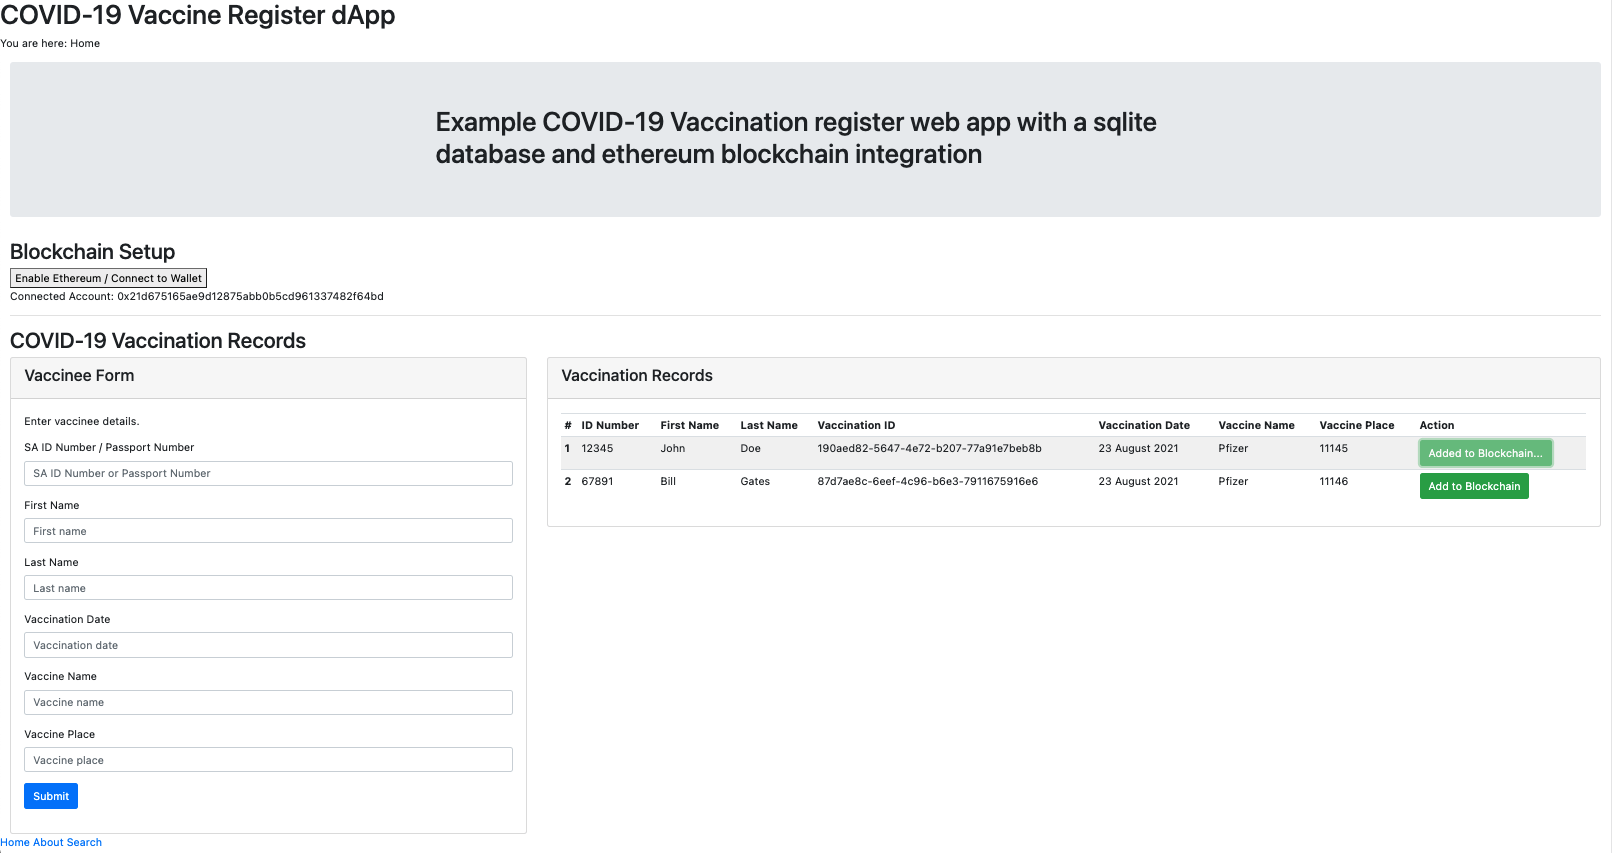 COVID-19 Vaccine Register dApp
You are here: Home
Example COVID-19 Vaccination register web app with a sqlite
database and ethereum blockchain integration
Blockchain Setup
Enable Ethereum / Connect to Wallet
Connected Account: 0x21d675165ae9d12875abb0b5cd961337482f64bd
COVID-19 Vaccination Records
Vaccinee Form
Enter vaccinee details.
SA ID Number / Passport Number
SA ID Number or Passport Number
First Name
First name
Last Name
Last name
Vaccination Date
Vaccination date
Vaccine Name
Vaccine name
Vaccine Place
Vaccine place
Submit
Vaccination Records
# ID Number First Name Last Name Vaccination ID Vaccination Date Vaccine Name Vaccine Place Action
1 12345 John Doe 190aed82-5647-4e72-b207-77a91e7beb8b 23 August 2021 Pfizer 11145 Added to Blockchain...
2 67891 Bill Gates 87d7ae8c-6eef-4c96-b6e3-7911675916e6 23 August 2021 Pfizer 11146 Add to Blockchain
Home About Search